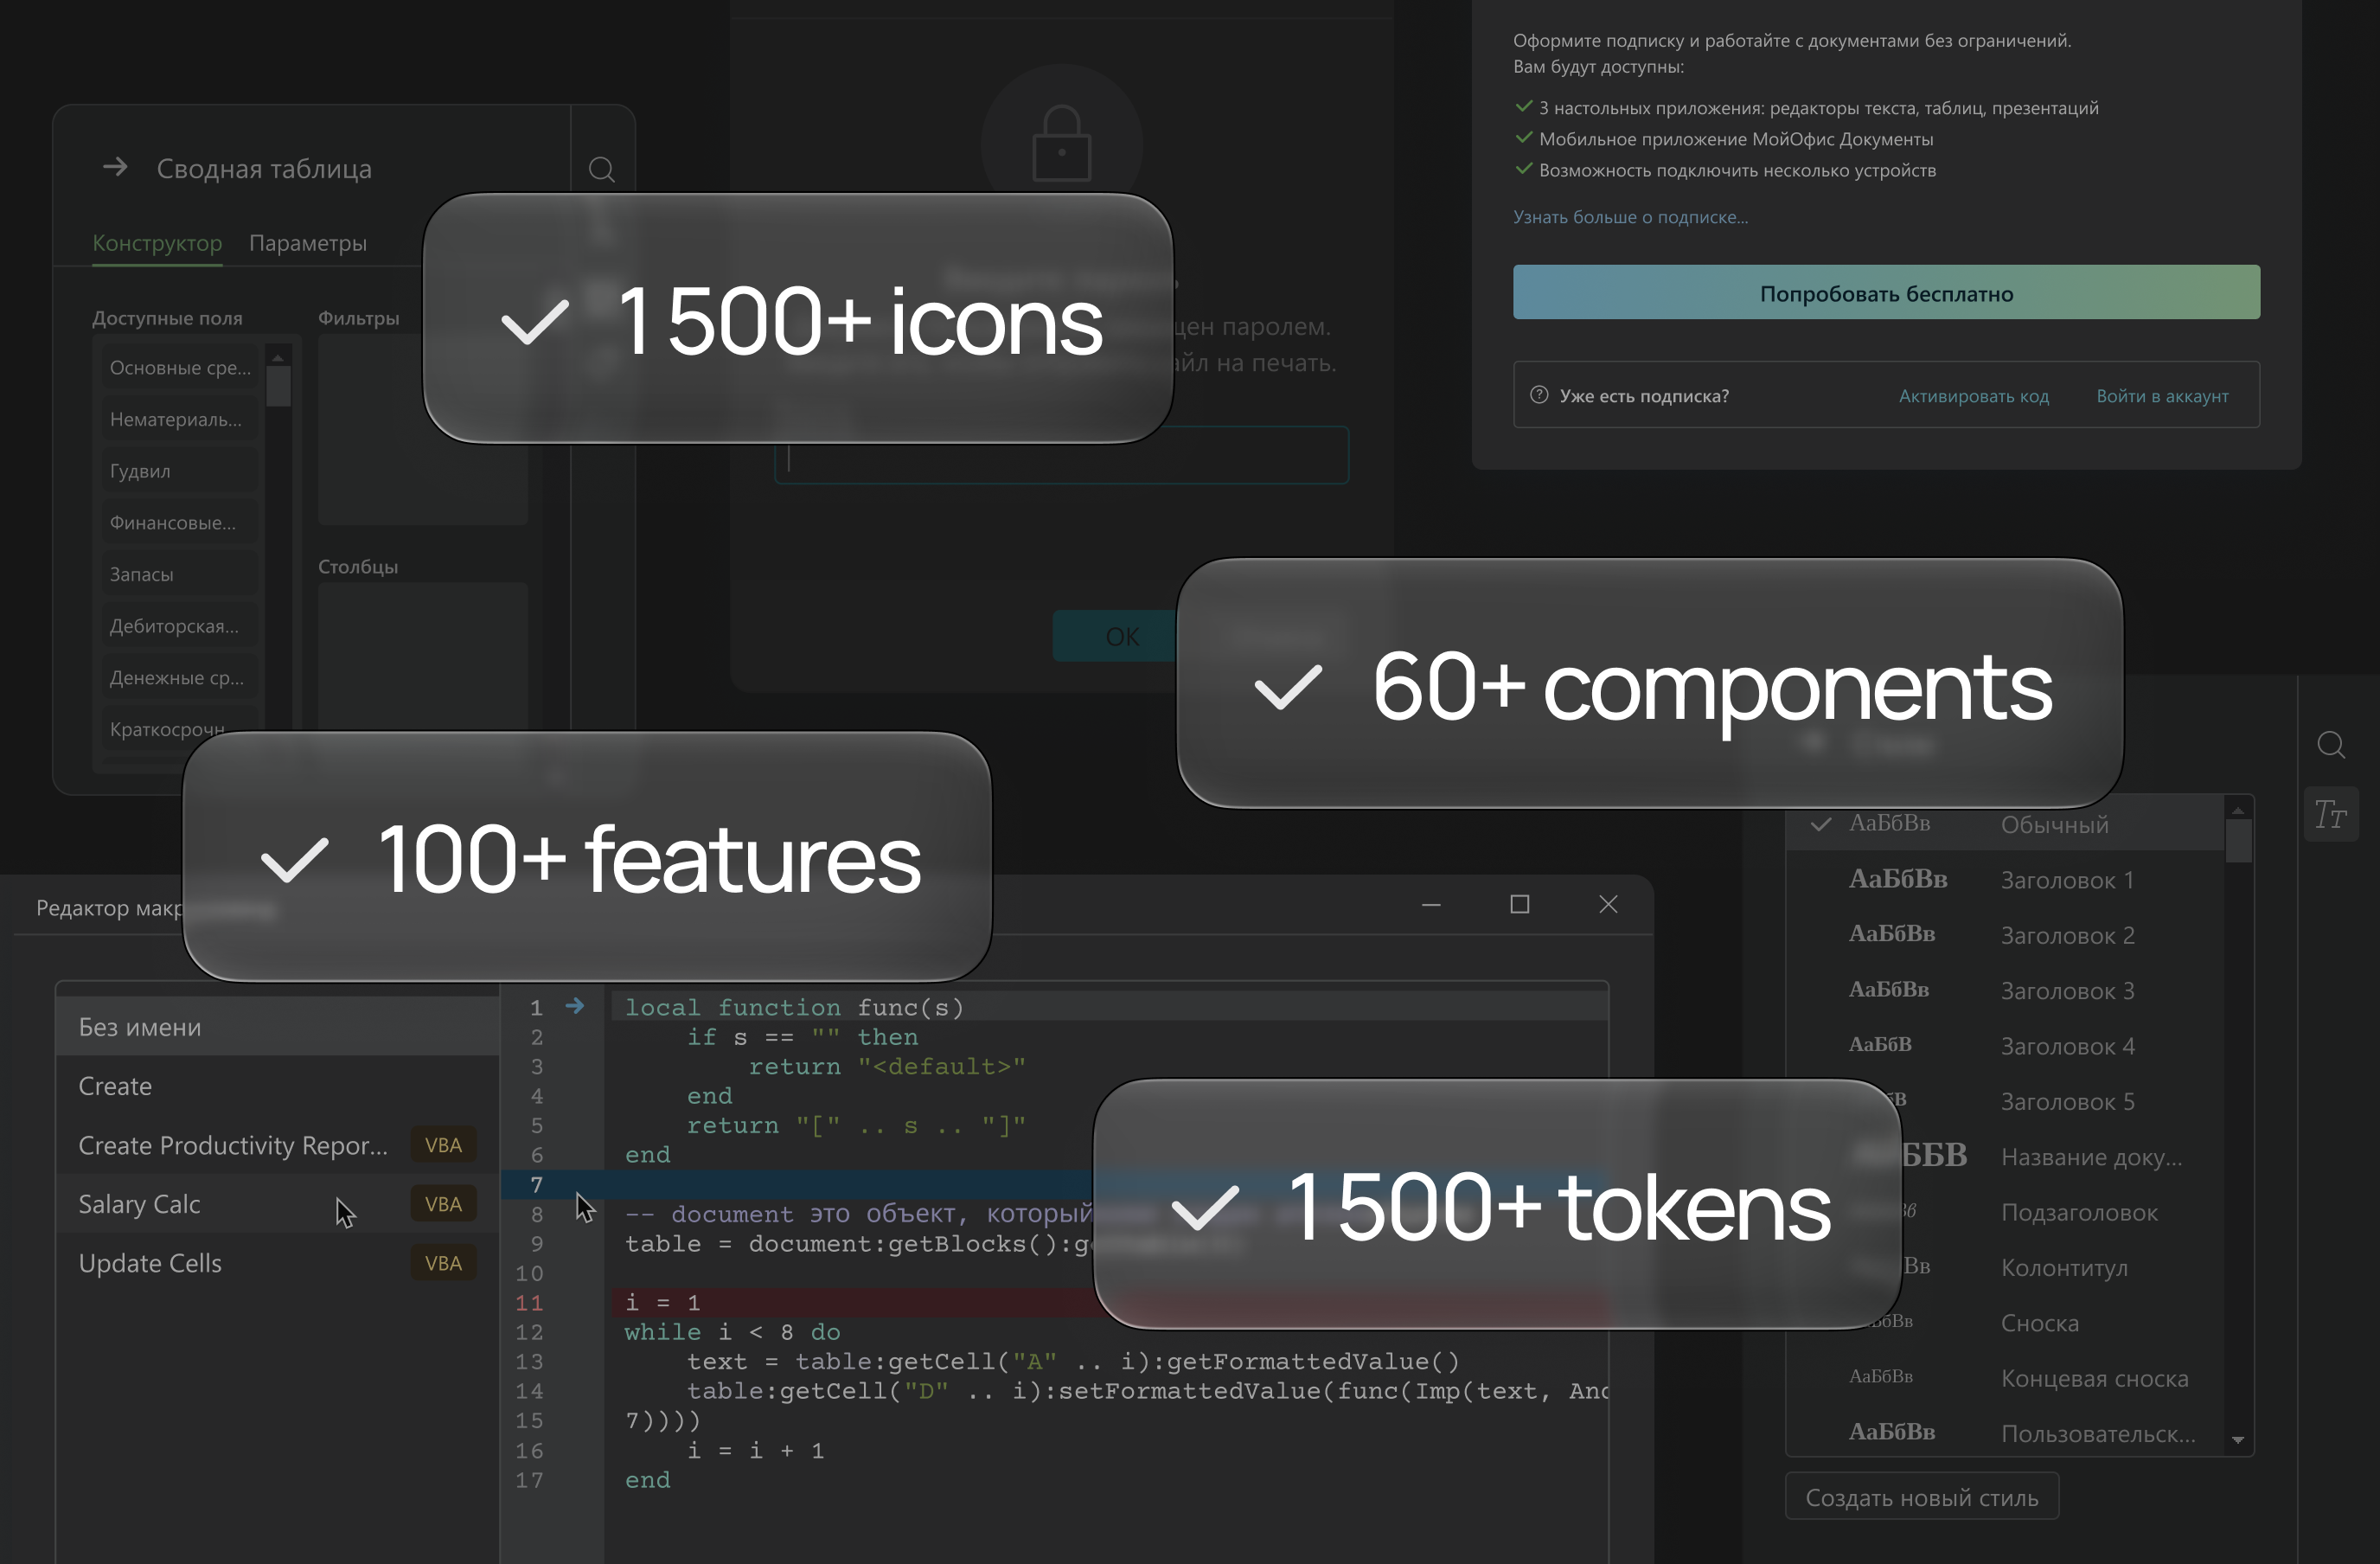 Оформите подписку и работайте с документами без ограничений.
Вам будут доступны:
3 настольных приложения: редакторы текста, таблиц, презентаций
Мобильное приложение МойОфис Документы
Возможность подключить несколько устройств
Узнать больше о подписке...
Попробовать бесплатно
Уже есть подписка? Активировать код Войти в аккаунт
Сводная таблица
Конструктор Параметры
Доступные поля
Основные сре...
Нематериаль...
Гудвил
Финансовые...
Запасы
Дебиторская...
Денежные ср...
Краткосрочн
Фильтры
Столбцы
1 500+ icons
паролем.
на печать.
OK
60+ components
100+ features
Редактор
Без имени
Create
Create Productivity Repor... VBA
Salary Calc VBA
Update Cells VBA
1 local function func(s)
2 if s == "" then
3 return "<default>"
4 end
5 return "[" .. s .. "]"
6 end
7
8 -- document это объект, который
9 table = document:getBlocks():g
10
11 i = 1
12 while i < 8 do
13 text = table:getCell("A" .. i):getFormattedValue()
14 table:getCell("D" .. i):setFormattedValue(func(Imp(text, And
15 7))))
16 i = i + 1
17 end
1 500+ tokens
АаБбВв Обычный
АаБбВв Заголовок 1
АаБбВв Заголовок 2
АаБбВв Заголовок 3
АаБбВ Заголовок 4
Заголовок 5
Название доку...
Подзаголовок
Колонтитул
Сноска
АаБбВв Концевая сноска
АаБбВв Пользовательск...
Создать новый стиль
Tт